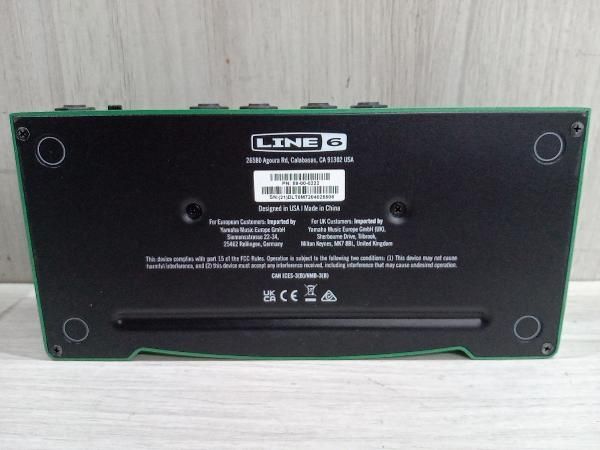 LINE 6
26580 Agoura Rd, Calabasas, CA 91302 USA
PN: 99-00-0322
Designed in USA | Made in China
For European Customers: Imported by
Yamaha Music Europe GmbH
Siemensstrasse 22-34,
25462 Rellingen, Germany
For UK Customers: Imported by
Yamaha Music Europe GmbH (UK),
Sherbourne Drive, Tilbrook,
Milton Keynes, MK7 8BL, United Kingdom
This device complies with part 15 of the FCC Rules. Operation is subject to the following two conditions: (1) This device may not cause
harmful interference, and (2) this device must accept any interference received, including interference that may cause undesired operation.
CAN ICES-3(B)/NMB-3(B)
UK
CA CE